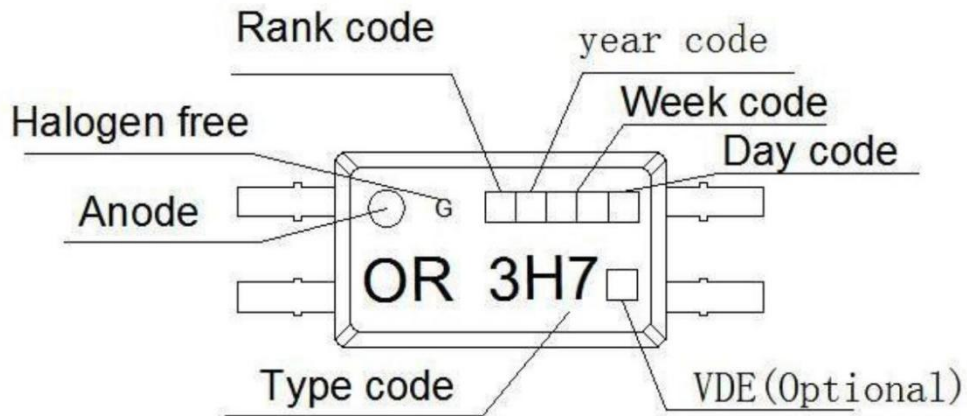 Rank code
year code
Week code
Halogen free
Day code
Anode
G
OR 3H7
Type code
VDE(Optional)